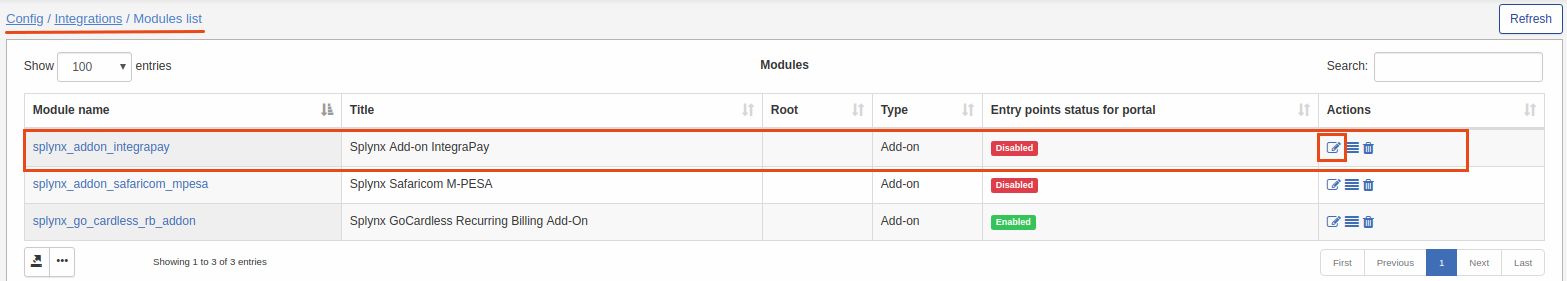 Config / Integrations / Modules list
Refresh
Show 100 entries
Modules
Search:
Module name Title Root Type Entry points status for portal Actions
splynx_addon_integrapay Splynx Add-on IntegraPay Add-on Disabled
splynx_addon_safaricom_mpesa Splynx Safaricom M-PESA Add-on Disabled
splynx_go_cardless_rb_addon Splynx GoCardless Recurring Billing Add-On Add-on Enabled
Showing 1 to 3 of 3 entries
First Previous 1 Next Last